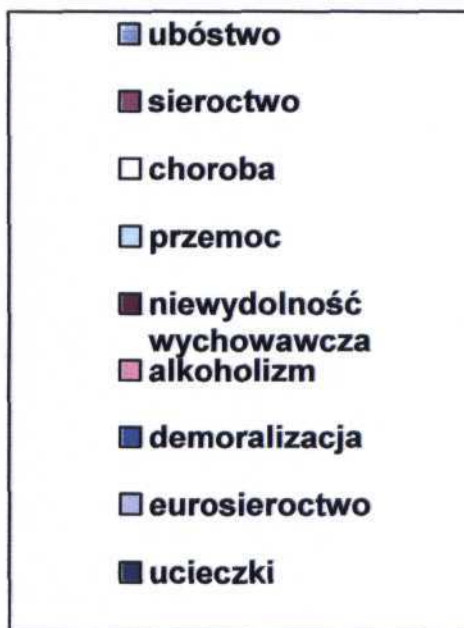 ubóstwo
sieroctwo
choroba
przemoc
niewydolność
wychowawcza
alkoholizm
demoralizacja
eurosieroctwo
ucieczki